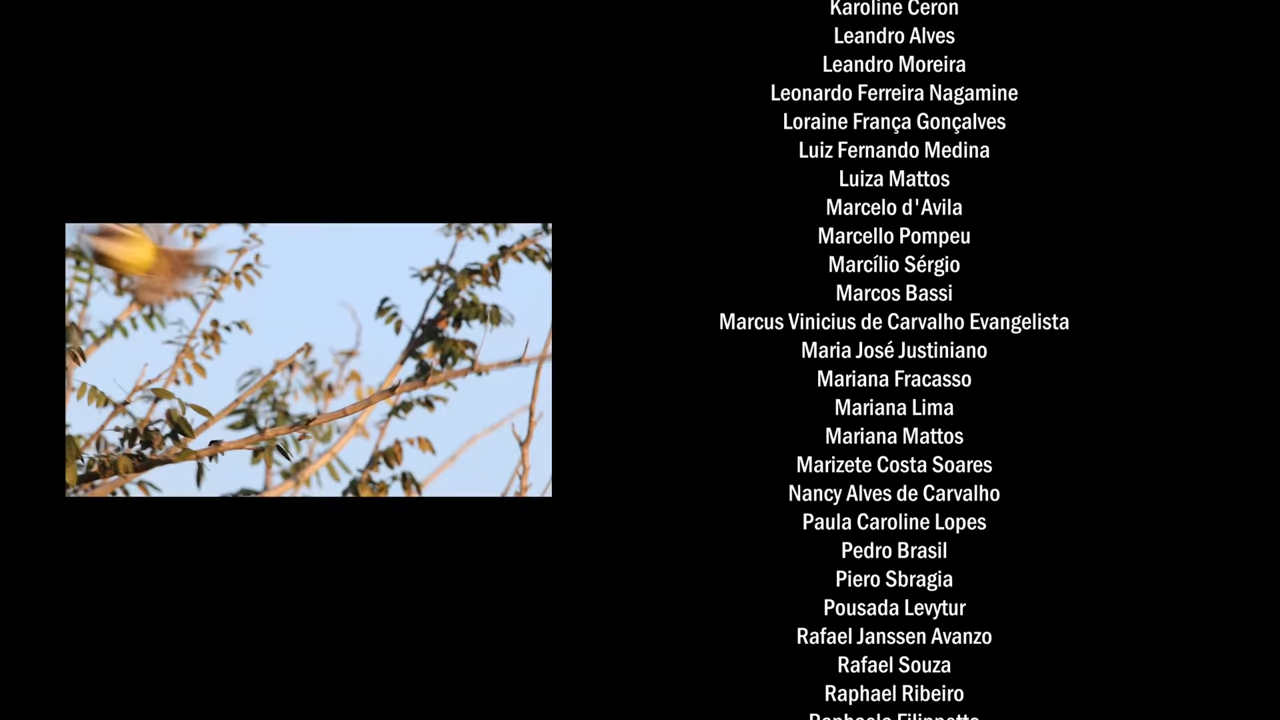 Karoline Ceron
Leandro Alves
Leandro Moreira
Leonardo Ferreira Nagamine
Loraine França Gonçalves
Luiz Fernando Medina
Luiza Mattos
Marcelo d'Avila
Marcello Pompeu
Marcílio Sérgio
Marcos Bassi
Marcus Vinicius de Carvalho Evangelista
Maria José Justiniano
Mariana Fracasso
Mariana Lima
Mariana Mattos
Marizete Costa Soares
Nancy Alves de Carvalho
Paula Caroline Lopes
Pedro Brasil
Piero Sbragia
Pousada Levytur
Rafael Janssen Avanzo
Rafael Souza
Raphael Ribeiro